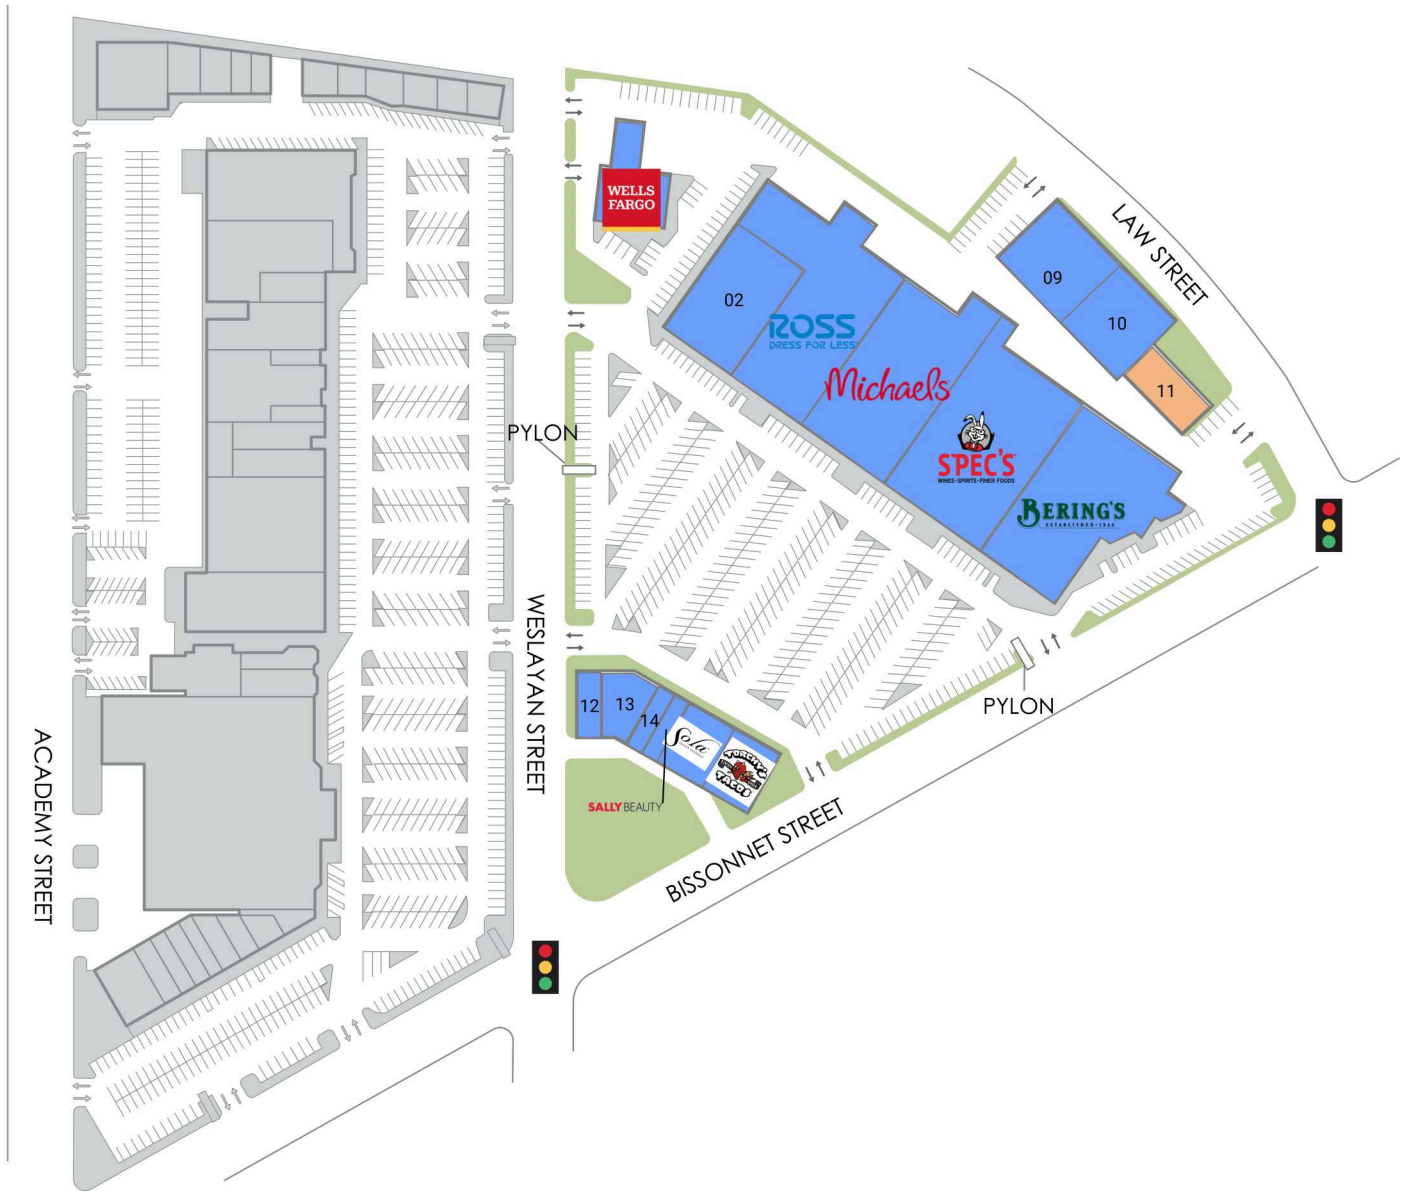 WELLS
FARGO
LAW STREET
02
ROSS
DRESS FOR LESS
Michaels
09
10
11
PYLON
SPEC'S
WINES-SPIRITS-FINER FOODS
BERING'S
ESTABLISHED-1940
WESLAYAN STREET
12
13
14
Sola
TORCHY'S
TACOS
SALLY BEAUTY
PYLON
BISSONNET STREET
ACADEMY STREET